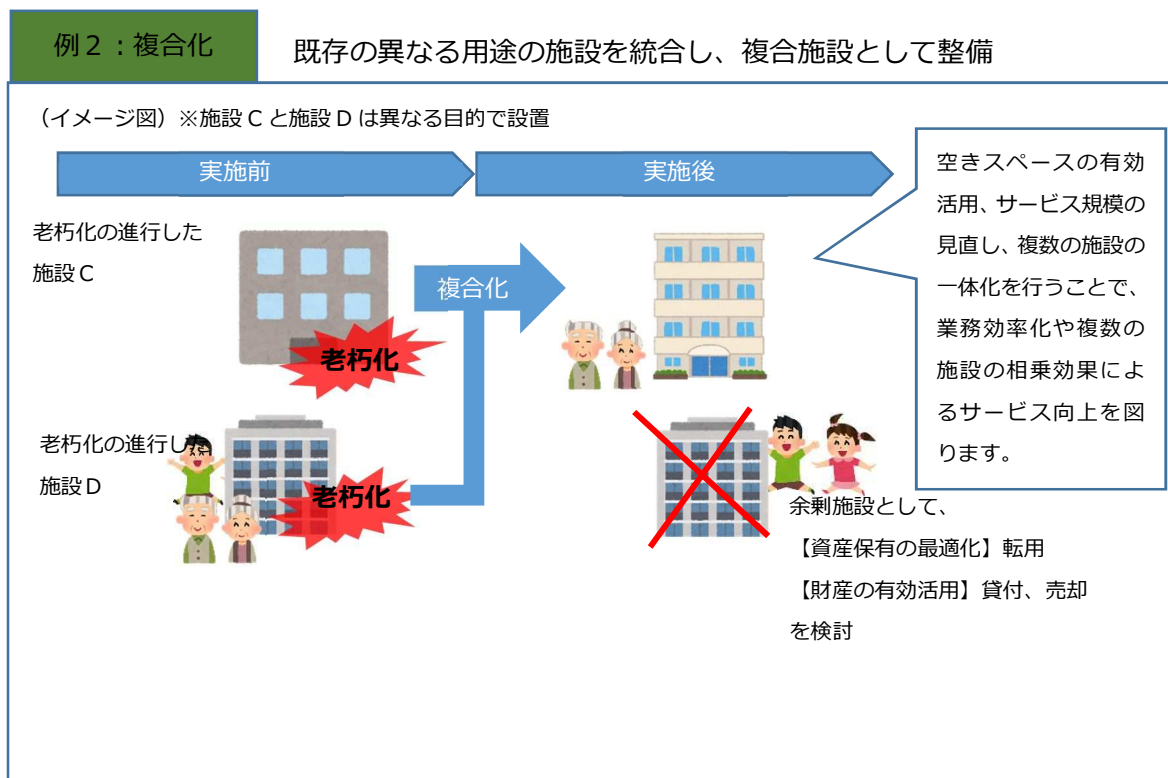 例２：複合化
既存の異なる用途の施設を統合し、複合施設として整備
（イメージ図）※施設Ｃと施設Ｄは異なる目的で設置
実施前
実施後
空きスペースの有効
活用、サービス規模の
見直し、複数の施設の
一体化を行うことで、
業務効率化や複数の
施設の相乗効果によ
るサービス向上を図
ります。
老朽化の進行した
施設Ｃ
複合化
老朽化
老朽化の進行した
施設Ｄ
老朽化
余剰施設として、
【資産保有の最適化】転用
【財産の有効活用】貸付、売却
を検討